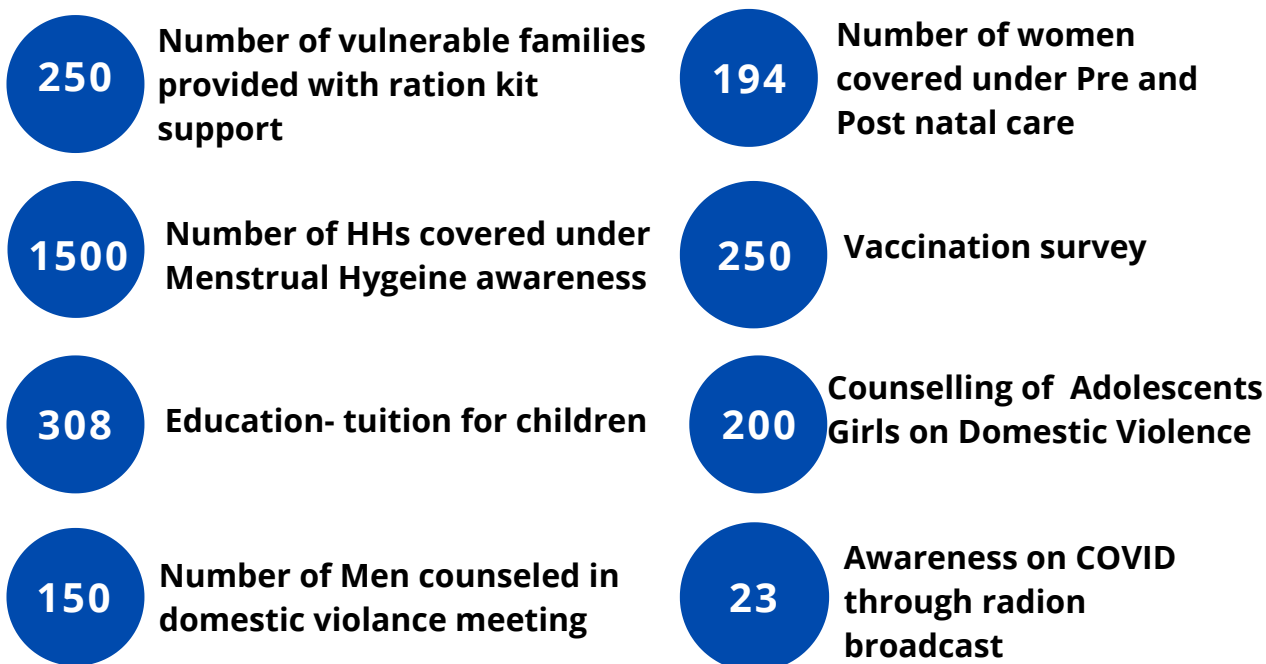 250
Number of vulnerable families
provided with ration kit
support
194
Number of women
covered under Pre and
Post natal care
1500
Number of HHs covered under
Menstrual Hygeine awareness
250
Vaccination survey
308
Education- tuition for children
200
Counselling of  Adolescents
Girls on Domestic Violence
150
Number of Men counseled in
domestic violance meeting
23
Awareness on COVID
through radion
broadcast